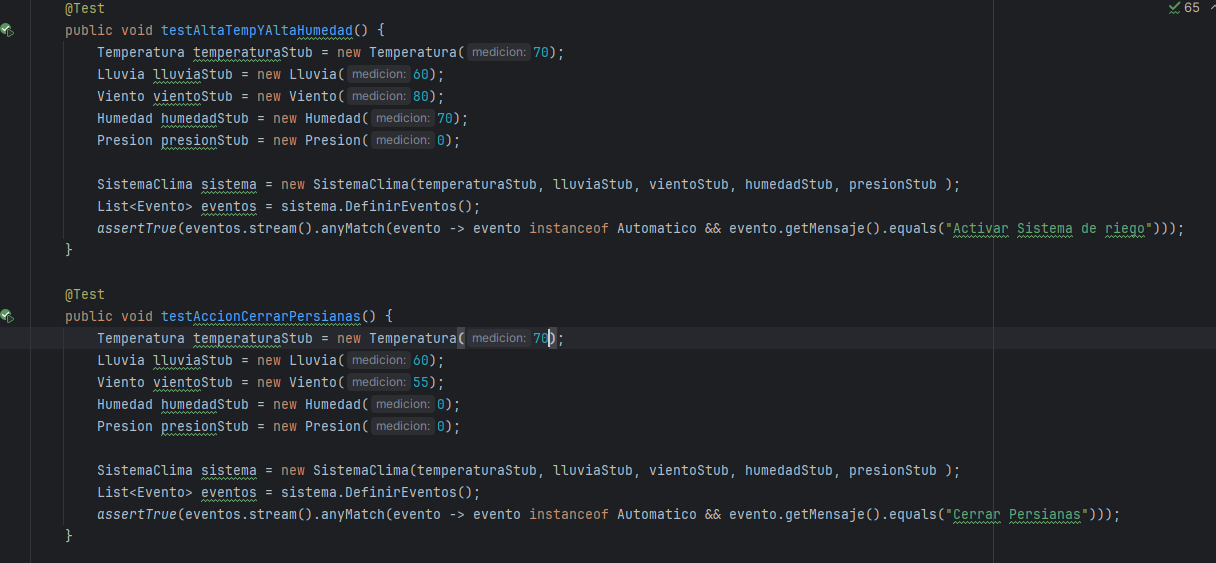 @Test
65
public void testAltaTempYAltaHumedad() {
Temperatura temperaturaStub = new Temperatura( medicion: 70);
Lluvia lluviaStub = new Lluvia( medicion: 60);
Viento vientoStub = new Viento( medicion: 80);
Humedad humedadStub = new Humedad( medicion: 70);
Presion presionStub = new Presion( medicion: 0);
SistemaClima sistema = new SistemaClima(temperaturaStub, lluviaStub, vientoStub, humedadStub, presionStub );
List<Evento> eventos = sistema.DefinirEventos();
assertTrue(eventos.stream().anyMatch(evento -> evento instanceof Automatico && evento.getMensaje().equals("Activar Sistema de riego")));
}
@Test
public void testAccionCerrarPersianas() {
Temperatura temperaturaStub = new Temperatura( medicion: 70);
Lluvia lluviaStub = new Lluvia( medicion: 60);
Viento vientoStub = new Viento( medicion: 55);
Humedad humedadStub = new Humedad( medicion: 0);
Presion presionStub = new Presion( medicion: 0);
SistemaClima sistema = new SistemaClima(temperaturaStub, lluviaStub, vientoStub, humedadStub, presionStub );
List<Evento> eventos = sistema.DefinirEventos();
assertTrue(eventos.stream().anyMatch(evento -> evento instanceof Automatico && evento.getMensaje().equals("Cerrar Persianas")));
}